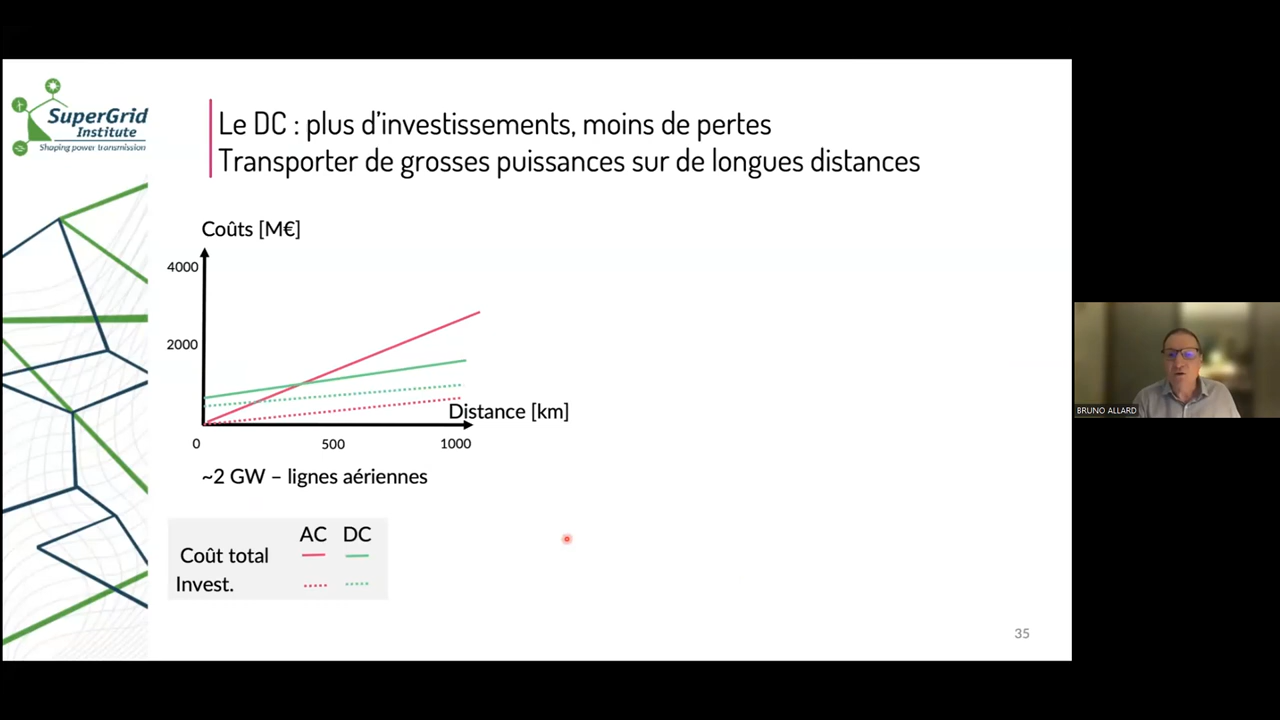 SuperGrid
Institute
Shaping power transmission
Le DC : plus d'investissements, moins de pertes
Transporter de grosses puissances sur de longues distances
Coûts [M€]
4000
2000
Distance [km]
0 500 1000
~2 GW – lignes aériennes
AC DC
Coût total
Invest.
35
BRUNO ALLARD